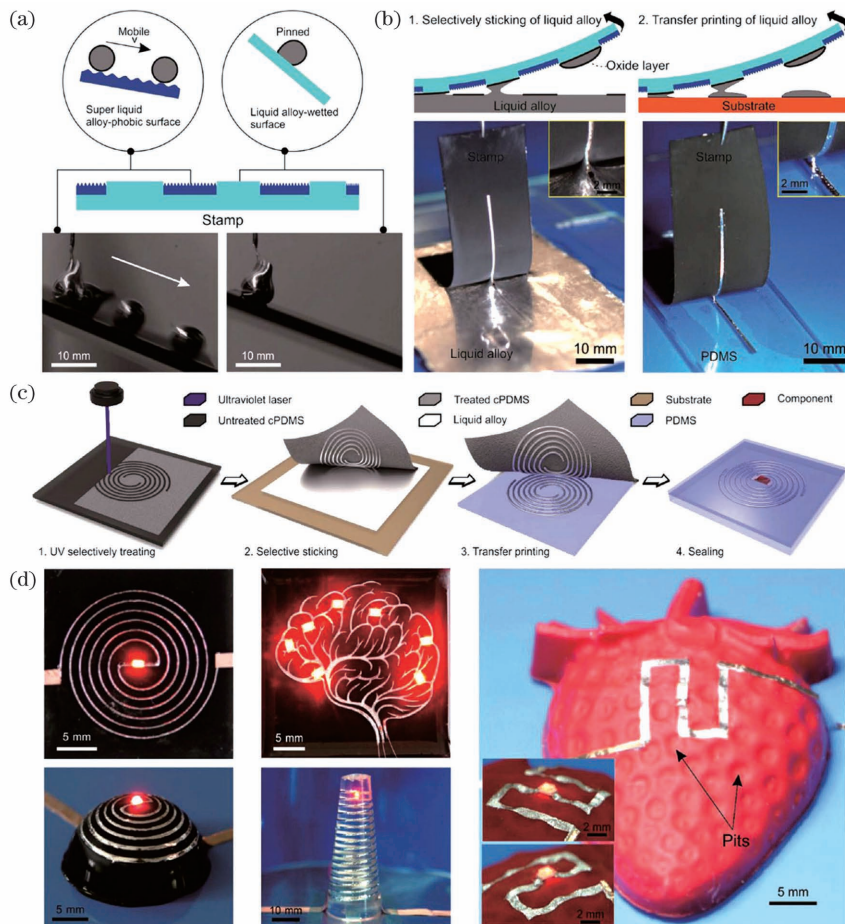 (a)
Mobile
v
Pinned
Super liquid
alloy-phobic surface
Liquid alloy-wetted
surface
Stamp
10 mm
10 mm
(b)
1. Selectively sticking of liquid alloy
2. Transfer printing of liquid alloy
Oxide layer
Liquid alloy
Substrate
Stamp
2 mm
Liquid alloy
10 mm
Stamp
2 mm
PDMS
10 mm
(c)
Ultraviolet laser
Treated cPDMS
Substrate
Component
Untreated cPDMS
Liquid alloy
PDMS
1. UV selectively treating
2. Selective sticking
3. Transfer printing
4. Sealing
(d)
5 mm
5 mm
5 mm
10 mm
2 mm
2 mm
Pits
5 mm